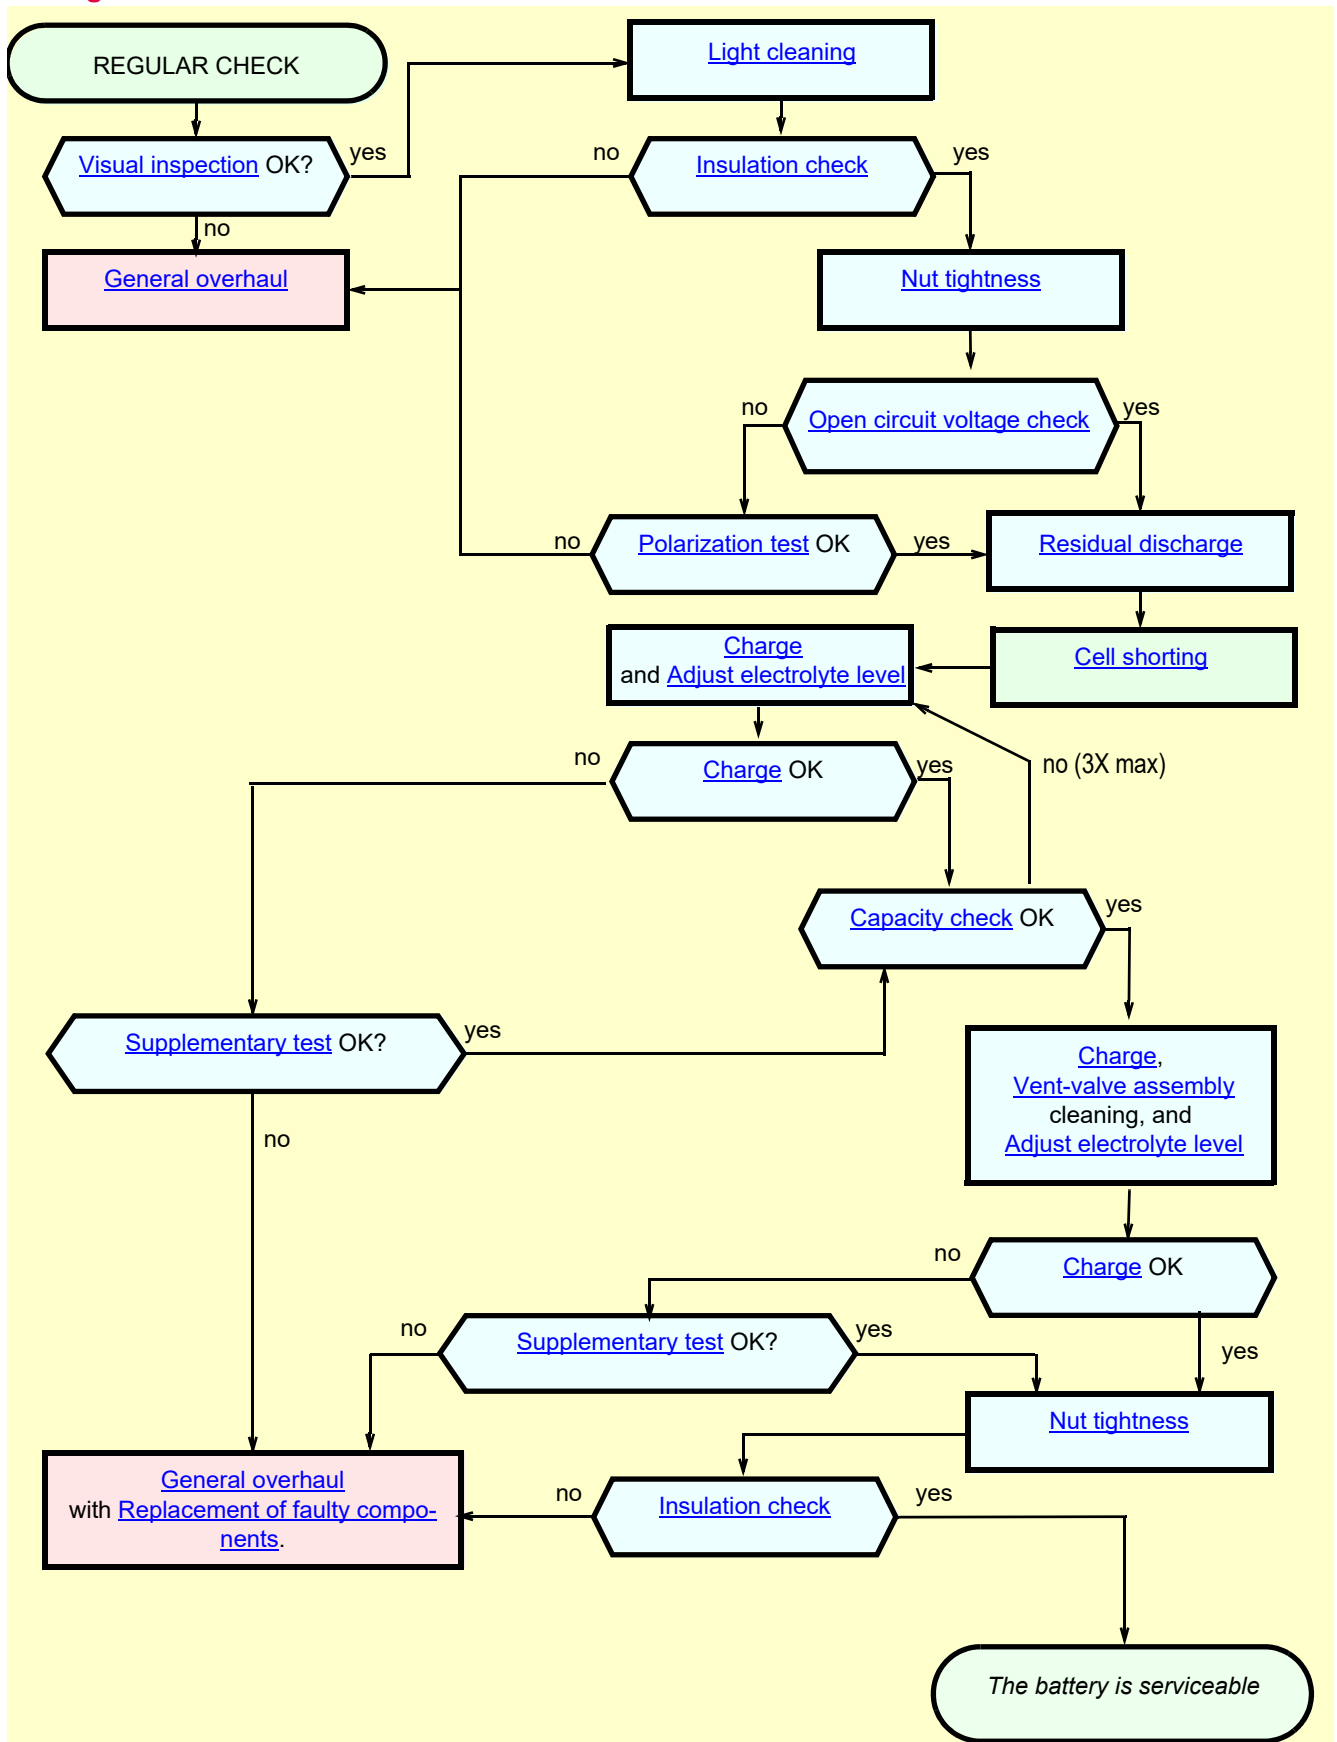 REGULAR CHECK
Light cleaning
Visual inspection OK?
yes
no
Insulation check
yes
no
General overhaul
Nut tightness
no
Open circuit voltage check
yes
no
Polarization test OK
yes
Residual discharge
Charge
and Adjust electrolyte level
Cell shorting
no
Charge OK
yes
no (3X max)
Capacity check OK
yes
Supplementary test OK?
yes
Charge,
Vent-valve assembly
cleaning, and
Adjust electrolyte level
no
no
Charge OK
no
Supplementary test OK?
yes
yes
Nut tightness
General overhaul
with Replacement of faulty compo-
nents.
no
Insulation check
yes
The battery is serviceable